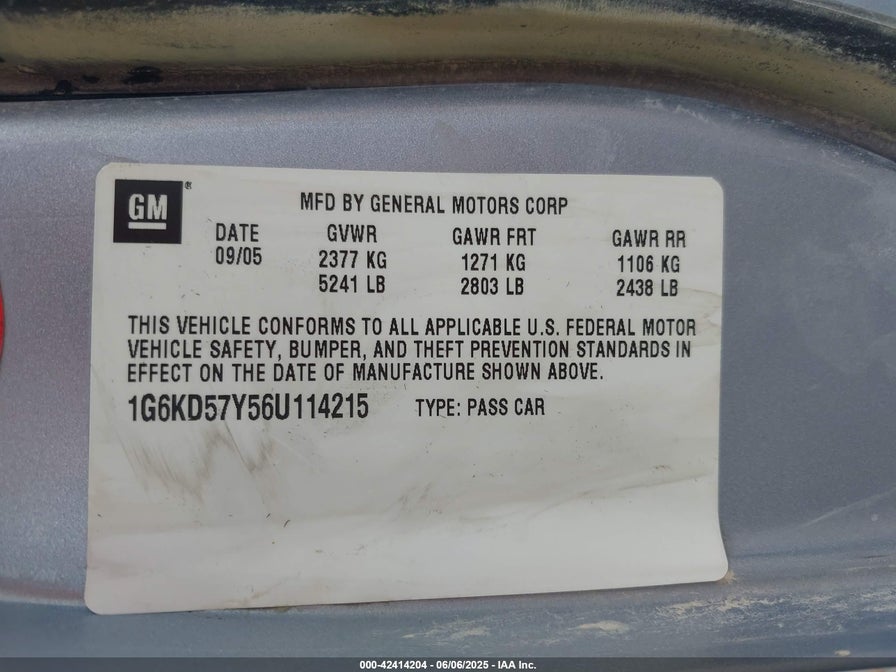 GM ®
MFD BY GENERAL MOTORS CORP
DATE GVWR GAWR FRT GAWR RR
09/05 2377 KG 1271 KG 1106 KG
5241 LB 2803 LB 2438 LB
THIS VEHICLE CONFORMS TO ALL APPLICABLE U.S. FEDERAL MOTOR
VEHICLE SAFETY, BUMPER, AND THEFT PREVENTION STANDARDS IN
EFFECT ON THE DATE OF MANUFACTURE SHOWN ABOVE.
1G6KD57Y56U114215 TYPE: PASS CAR
000-42414204 - 06/06/2025 - IAA Inc.